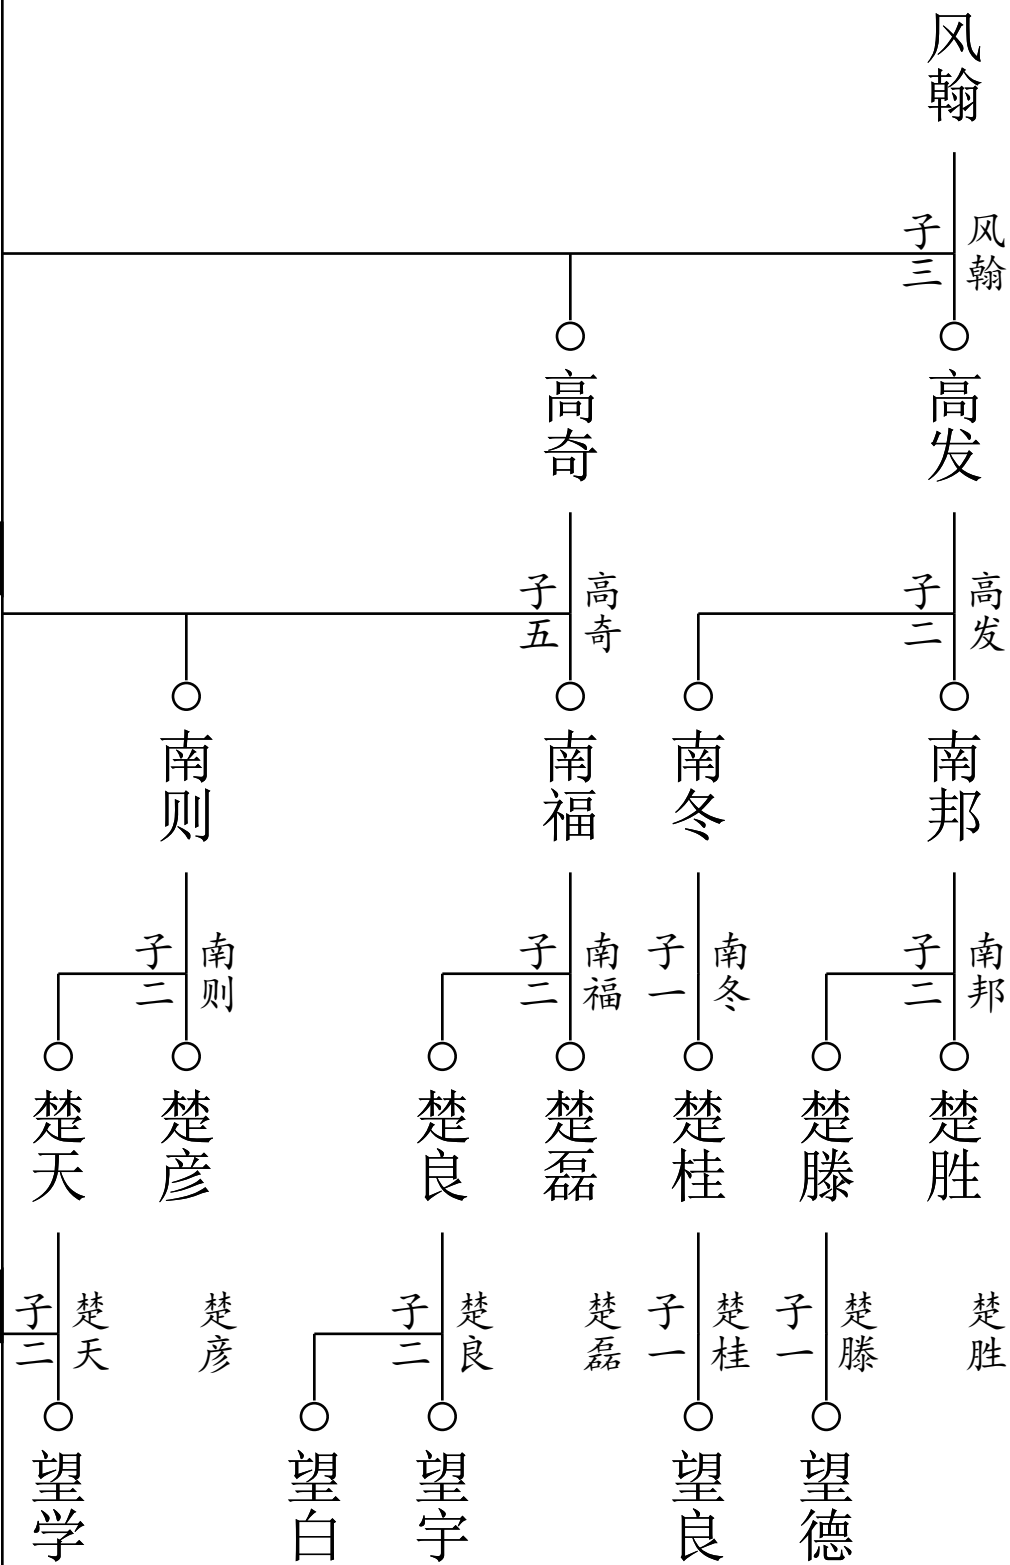 风翰
风翰
子三
高发
高奇
高发
子二
高奇
子五
南邦
南冬
南福
南则
南邦
子二
南冬
子一
南福
子二
南则
子二
楚胜
楚滕
楚桂
楚磊
楚良
楚彦
楚天
楚胜
楚滕
子一
楚桂
子一
楚磊
楚良
子二
楚彦
楚天
子二
望德
望良
望宇
望白
望学